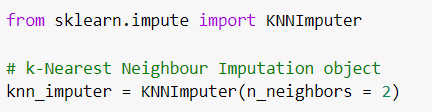 from sklearn.impute import KNNImputer
# k-Nearest Neighbour Imputation object
knn_imputer = KNNImputer(n_neighbors = 2)